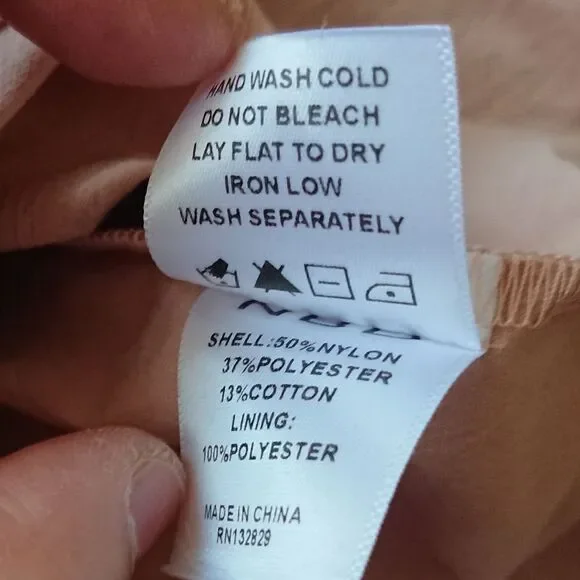 HAND WASH COLD
DO NOT BLEACH
LAY FLAT TO DRY
IRON LOW
WASH SEPARATELY
SHELL:50%NYLON
37%POLYESTER
13%COTTON
LINING:
100%POLYESTER
MADE IN CHINA
RN132829